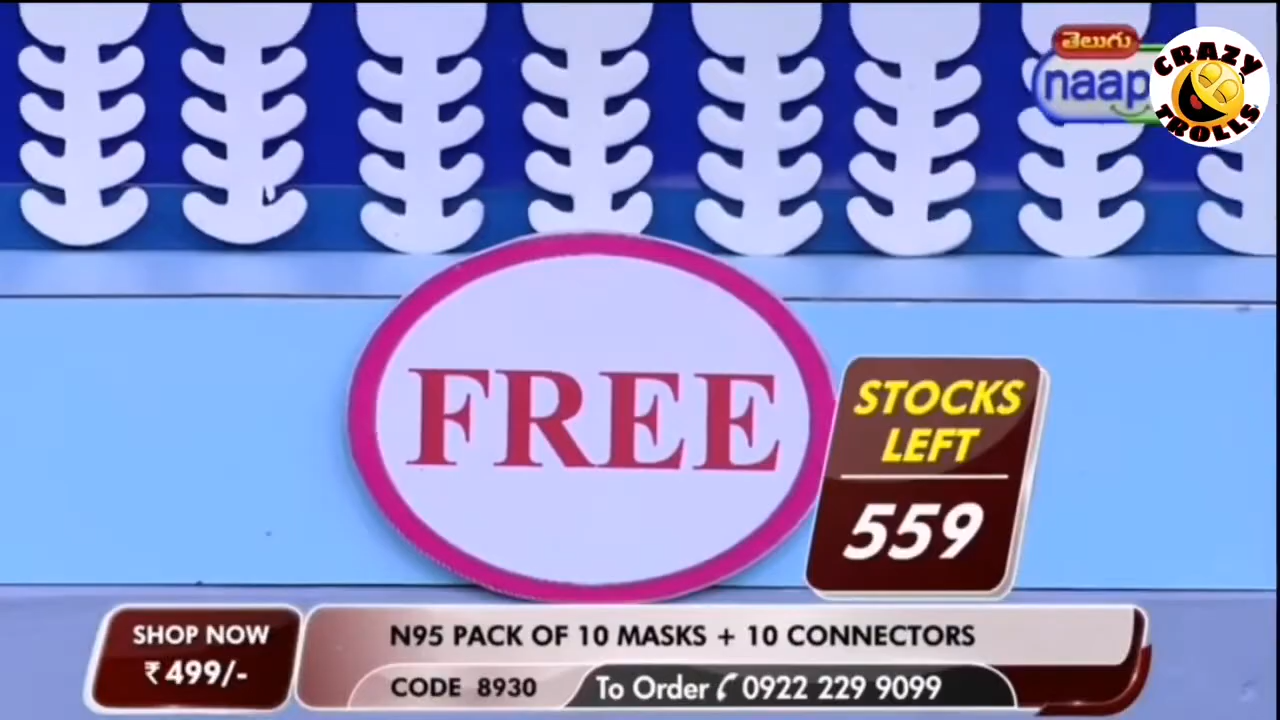 తెలుగు
naap
CRAZY
TROLLS
FREE
STOCKS
LEFT
559
SHOP NOW
₹499/-
N95 PACK OF 10 MASKS + 10 CONNECTORS
CODE 8930
To Order 0922 229 9099